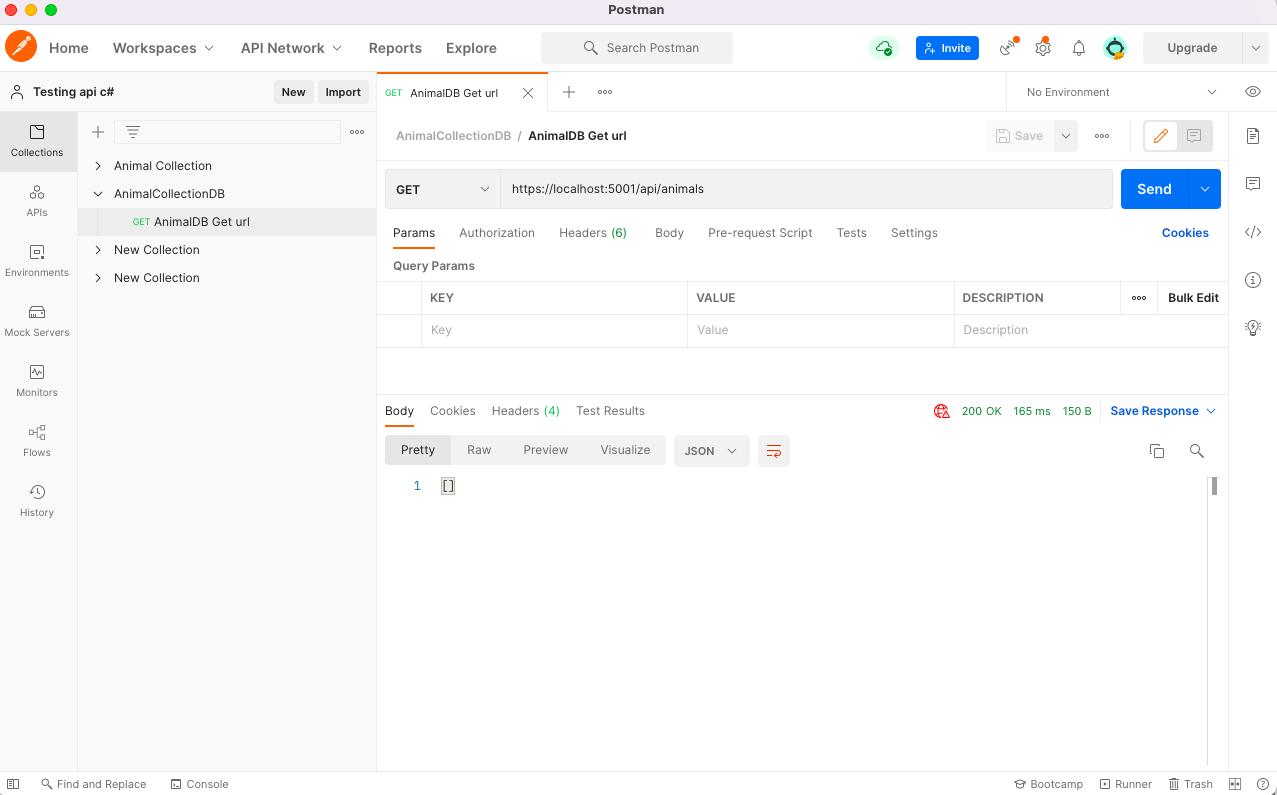 Postman
Home Workspaces API Network Reports Explore Search Postman Invite Upgrade
Testing api c# New Import GET AnimalDB Get url No Environment
Collections
APIs
Environments
Mock Servers
Monitors
Flows
History
Animal Collection
AnimalCollectionDB
GET AnimalDB Get url
New Collection
New Collection
AnimalCollectionDB / AnimalDB Get url Save
GET https://localhost:5001/api/animals Send
Params Authorization Headers (6) Body Pre-request Script Tests Settings Cookies
Query Params
KEY VALUE DESCRIPTION Bulk Edit
Key Value Description
Body Cookies Headers (4) Test Results 200 OK 165 ms 150 B Save Response
Pretty Raw Preview Visualize JSON
1 []
Find and Replace Console Bootcamp Runner Trash